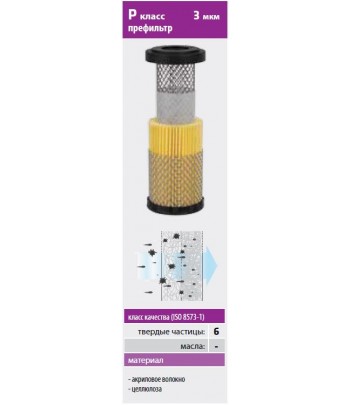 P класс 3 мкм
префильтр
класс качества (ISO 8573-1)
твердые частицы: 6
масла: -
материал
- акриловое волокно
- целлюлоза